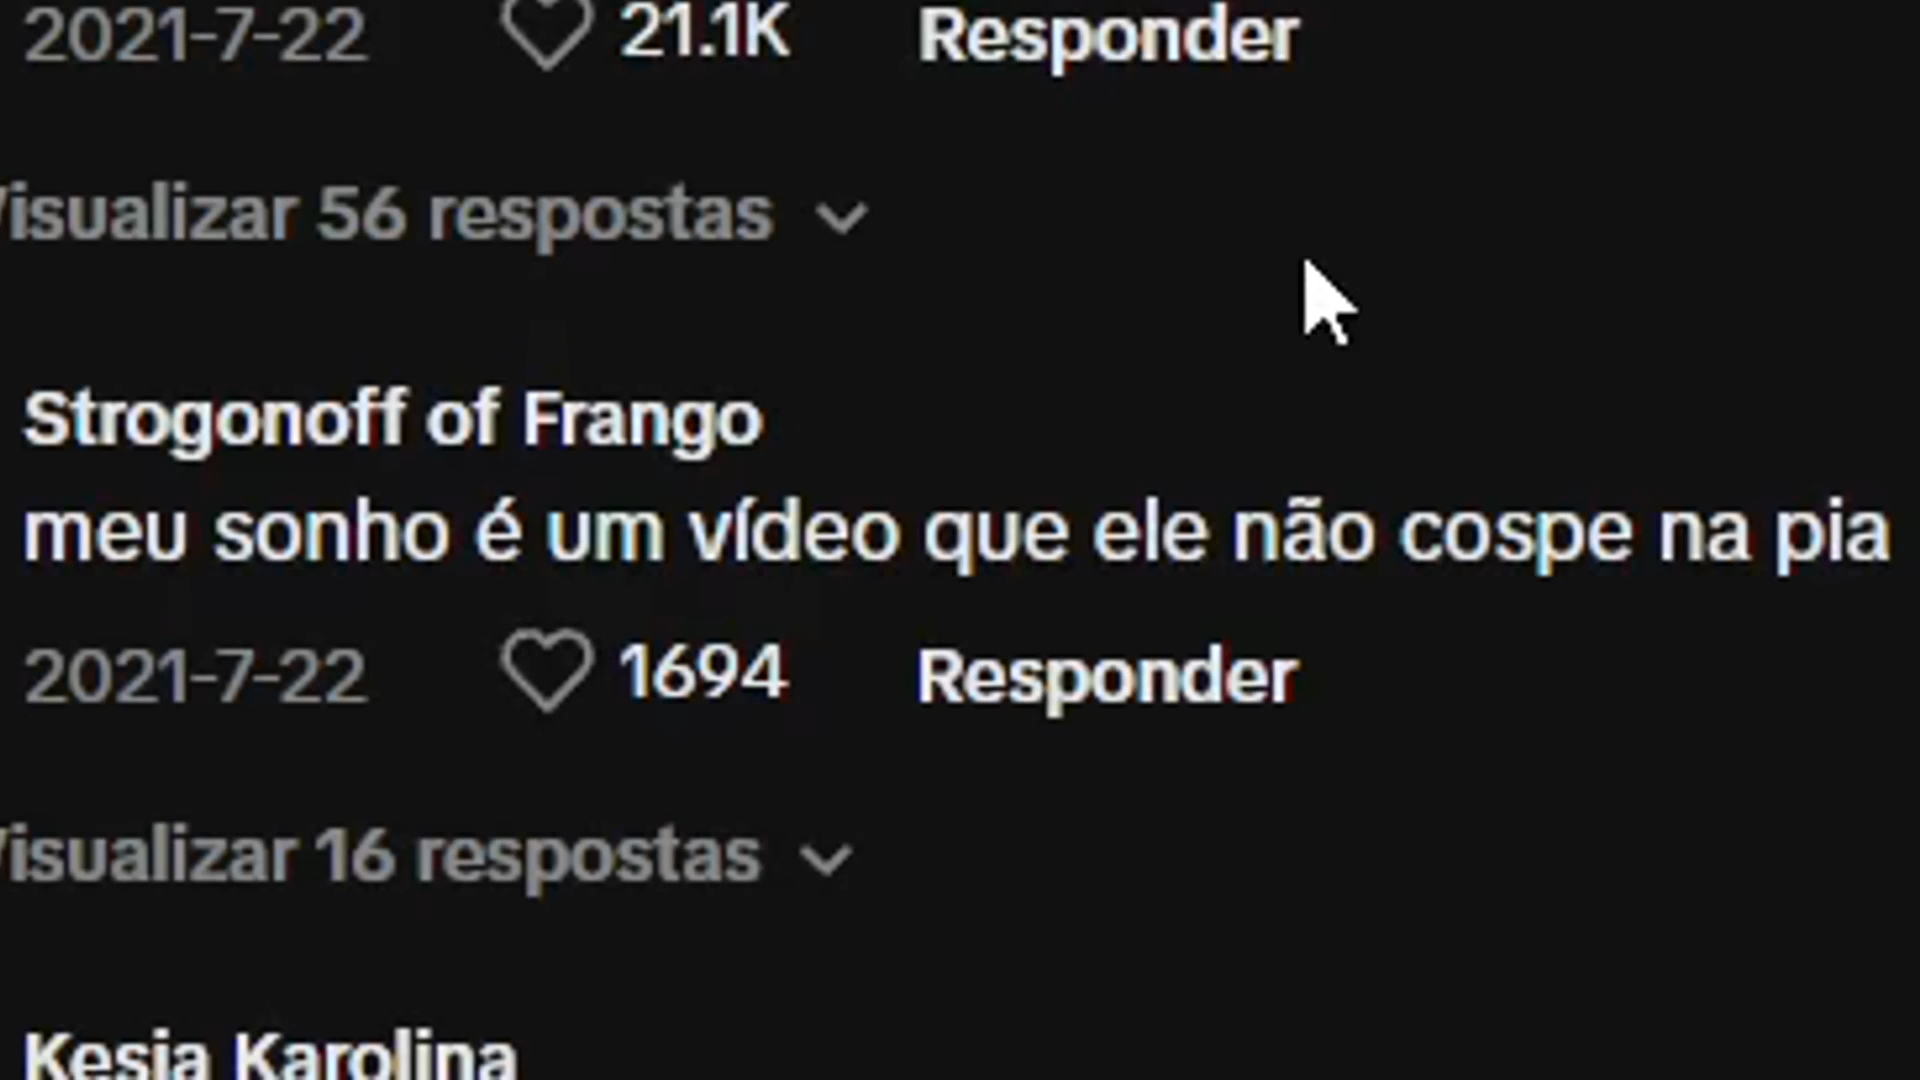 2021-7-22 21.1K Responder
Visualizar 56 respostas
Strogonoff of Frango
meu sonho é um vídeo que ele não cospe na pia
2021-7-22 1694 Responder
Visualizar 16 respostas
Kesia Karolina